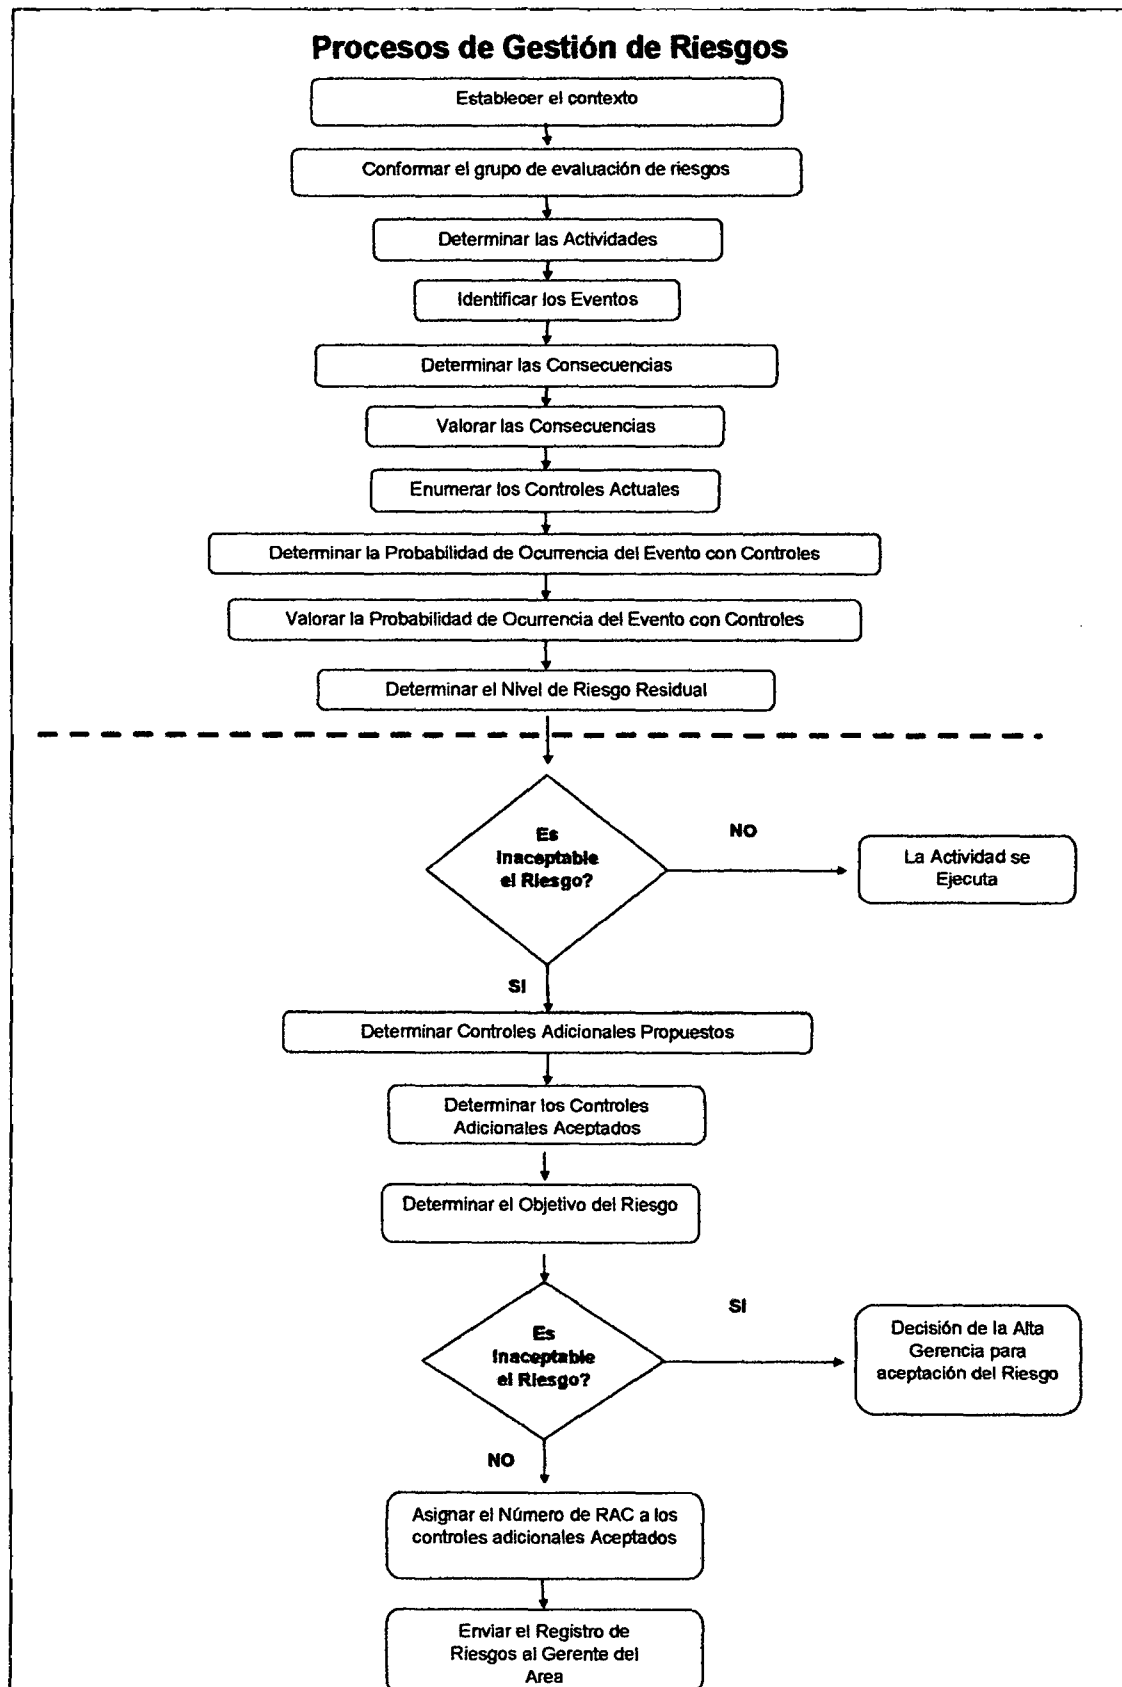 Procesos de Gestión de Riesgos
Establecer el contexto
Conformar el grupo de evaluación de riesgos
Determinar las Actividades
Identificar los Eventos
Determinar las Consecuencias
Valorar las Consecuencias
Enumerar los Controles Actuales
Determinar la Probabilidad de Ocurrencia del Evento con Controles
Valorar la Probabilidad de Ocurrencia del Evento con Controles
Determinar el Nivel de Riesgo Residual
Es
Inaceptable
el Riesgo?
NO
La Actividad se
Ejecuta
SI
Determinar Controles Adicionales Propuestos
Determinar los Controles
Adicionales Aceptados
Determinar el Objetivo del Riesgo
Es
Inaceptable
el Riesgo?
SI
Decisión de la Alta
Gerencia para
aceptación del Riesgo
NO
Asignar el Número de RAC a los
controles adicionales Aceptados
Enviar el Registro de
Riesgos al Gerente del
Area